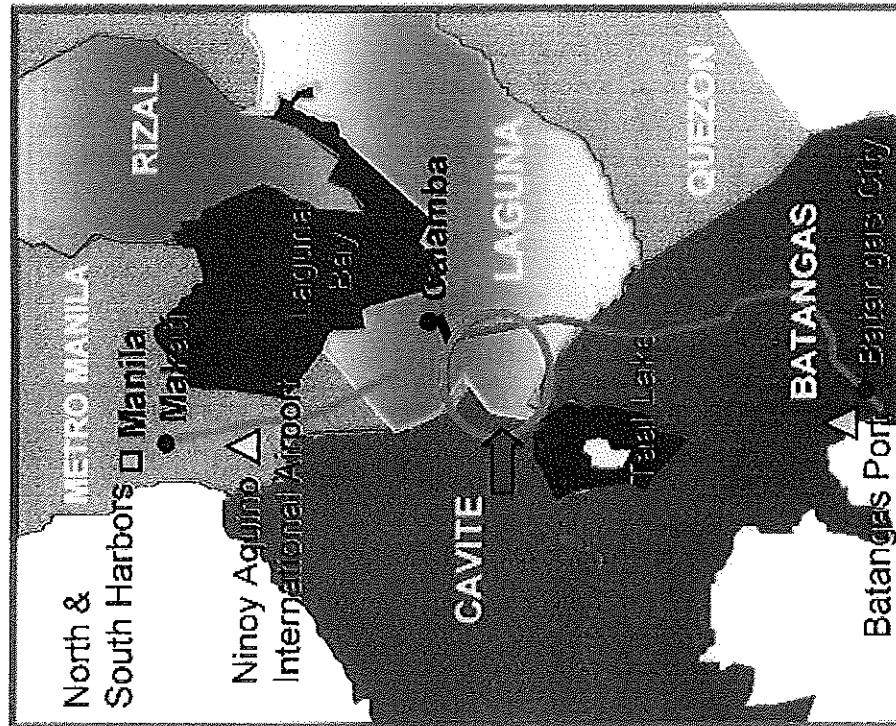 North &
South Harbors
Manila
Makati
METRO MANILA
RIZAL
Ninoy Aquino
International Airport
Laguna
Bay
Calamba
LAGUNA
CAVITE
QUEZON
Taal Lake
BATANGAS
Batangas City
Batangas Port